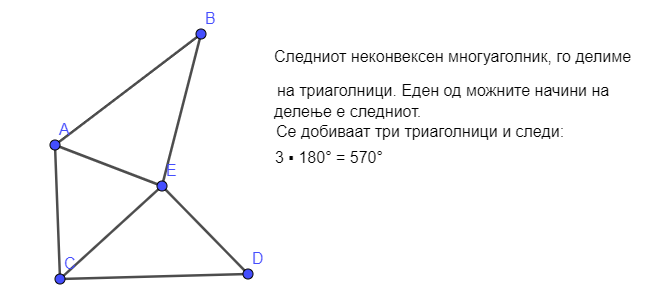 B
Следниот неконвексен многуаголник, го делиме
на триаголници. Еден од можните начини на
делење е следниот.
A
Се добиваат три триаголници и следи:
3 ▪ 180° = 570°
E
D
C